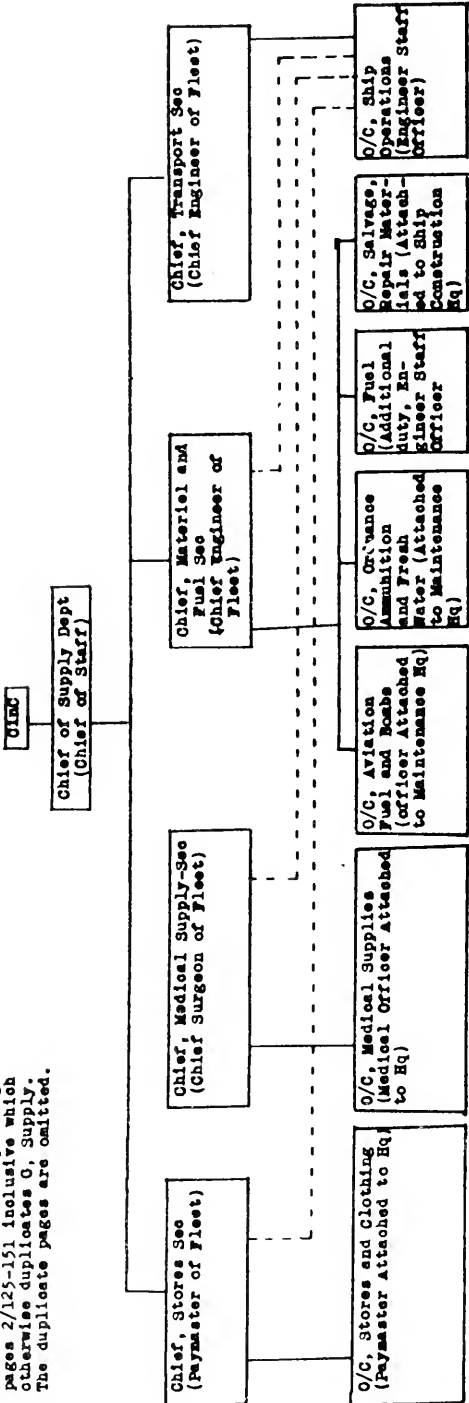 pages 2/125-151 inclusive which
otherwise duplicates G, Supply.
The duplicate pages are omitted.
CinC
Chief of Supply Dept
(Chief of Staff)
Chief, Stores Sec
(Paymaster of Fleet)
Chief, Medical Supply-Sec
(Chief Surgeon of Fleet)
Chief, Materiel and
Fuel Sec
(Chief Engineer of
Fleet)
Chief, Transport Sec
(Chief Engineer of Fleet)
O/C, Stores and Clothing
(Paymaster Attached to Hq)
O/C, Medical Supplies
(Medical Officer Attached
to Hq)
O/C, Aviation
Fuel and Bombs
(officer Attached
to Maintenance Hq)
O/C, Ordnance
Ammunition
and Fresh
Water (Attached
to Maintenance
Hq)
O/C, Fuel
(Additional
duty, En-
gineer Staff
Officer
O/C, Salvage,
Repair Mater-
ials (Attach-
ed to Ship
Construction
Hq)
O/C, Ship
Operations
(Engineer Staff
Officer)